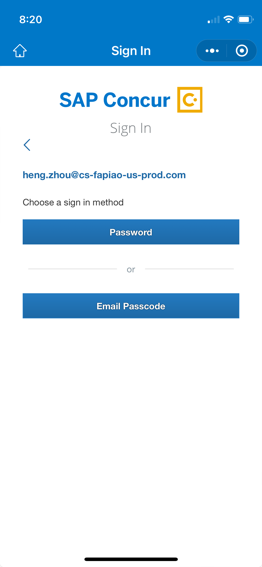 8:20
Sign In
SAP Concur
Sign In
heng.zhou@cs-fapiao-us-prod.com
Choose a sign in method
Password
or
Email Passcode